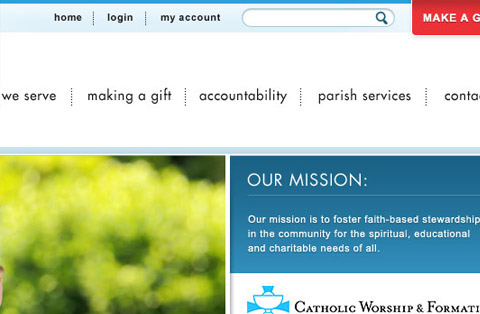 home login my account
MAKE A G
we serve making a gift accountability parish services conta
OUR MISSION:
Our mission is to foster faith-based stewardship
in the community for the spiritual, educational
and charitable needs of all.
CATHOLIC WORSHIP & FORMATI